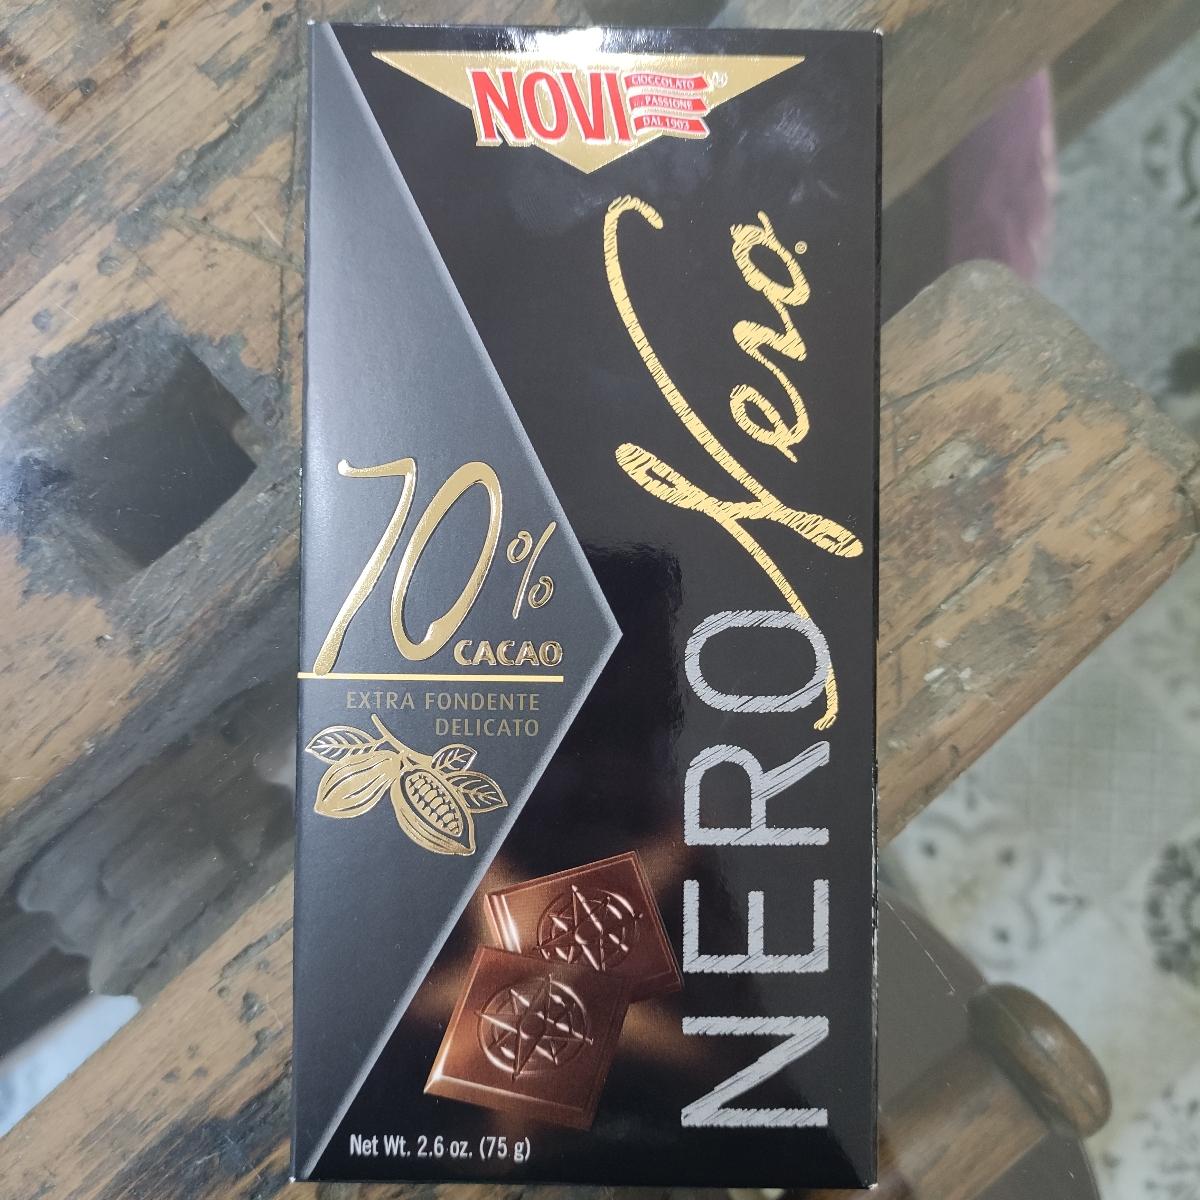 NOVI
CIOCCOLATO
PASSIONE
DAL 1903
NERO Nero®
70%
CACAO
EXTRA FONDENTE
DELICATO
Net Wt. 2.6 oz. (75 g)